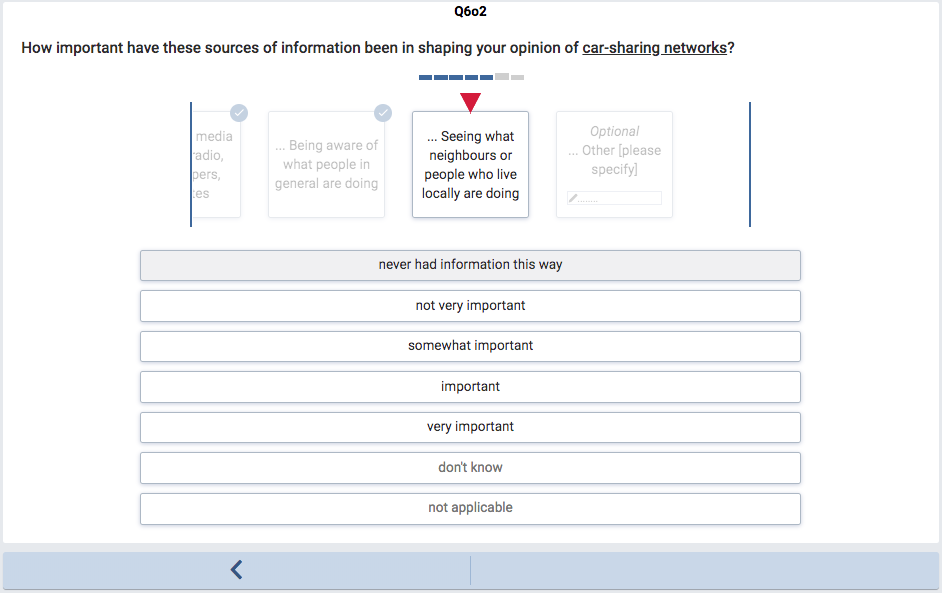 Q6o2
How important have these sources of information been in shaping your opinion of car-sharing networks?
media
adio,
pers,
es
... Being aware of
what people in
general are doing
... Seeing what
neighbours or
people who live
locally are doing
Optional
... Other [please
specify]
........
never had information this way
not very important
somewhat important
important
very important
don't know
not applicable